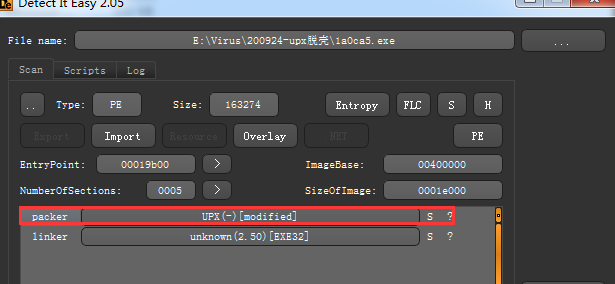 De Detect It Easy 2.05
File name: E:\Virus\200924-upx脱壳\1a0ca5.exe ...
Scan Scripts Log
.. Type: PE Size: 163274 Entropy FLC S H
Export Import Resource Overlay .NET PE
EntryPoint: 00019b00 > ImageBase: 00400000
NumberOfSections: 0005 > SizeOfImage: 0001e000
packer UPX(-)[modified] S ?
linker unknown(2.50)[EXE32] S ?